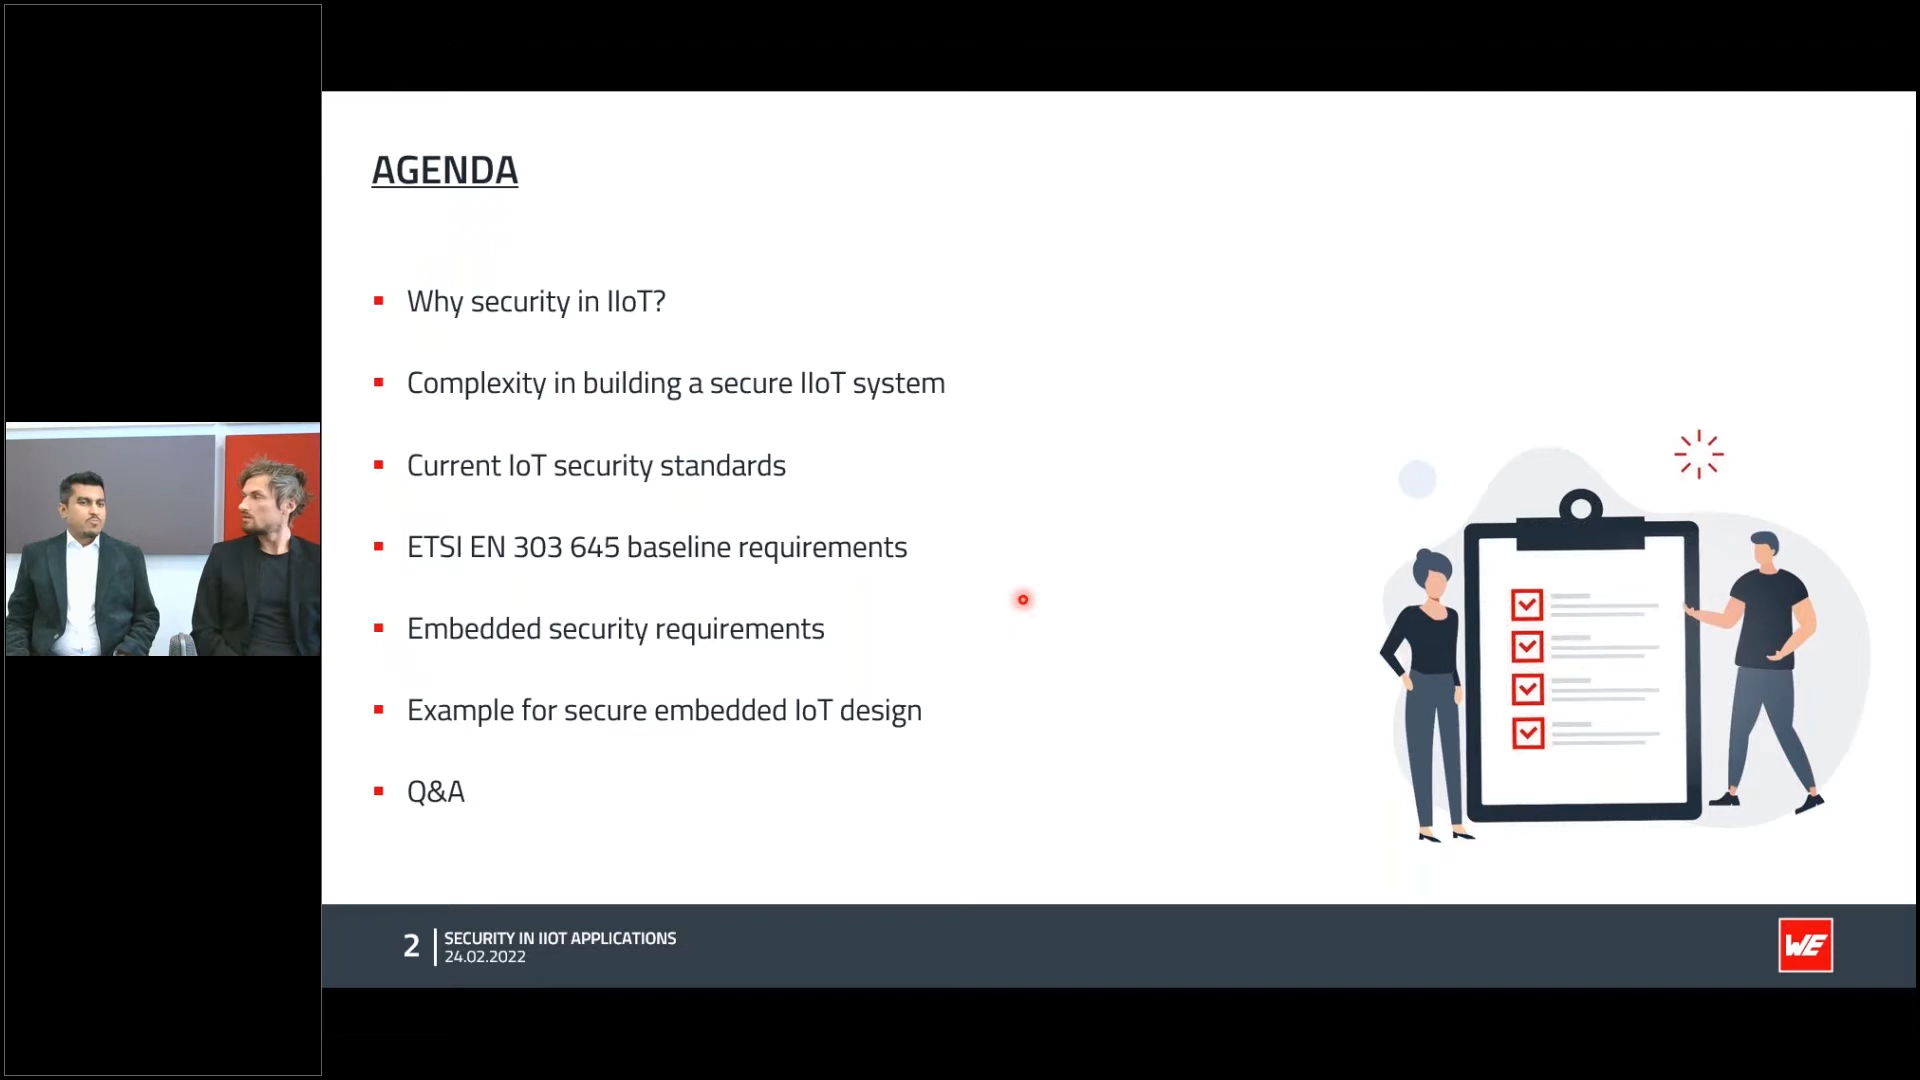 AGENDA
Why security in IIoT?
Complexity in building a secure IIoT system
Current IoT security standards
ETSI EN 303 645 baseline requirements
Embedded security requirements
Example for secure embedded IoT design
Q&A
2
SECURITY IN IIOT APPLICATIONS
24.02.2022
WE